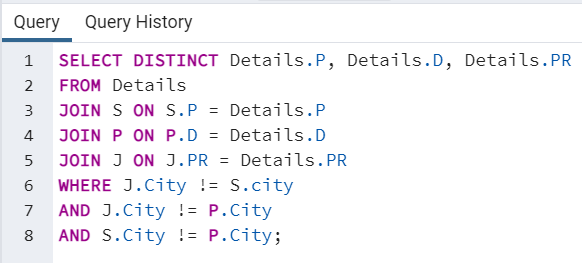 Query Query History
1 SELECT DISTINCT Details.P, Details.D, Details.PR
2 FROM Details
3 JOIN S ON S.P = Details.P
4 JOIN P ON P.D = Details.D
5 JOIN J ON J.PR = Details.PR
6 WHERE J.City != S.city
7 AND J.City != P.City
8 AND S.City != P.City;